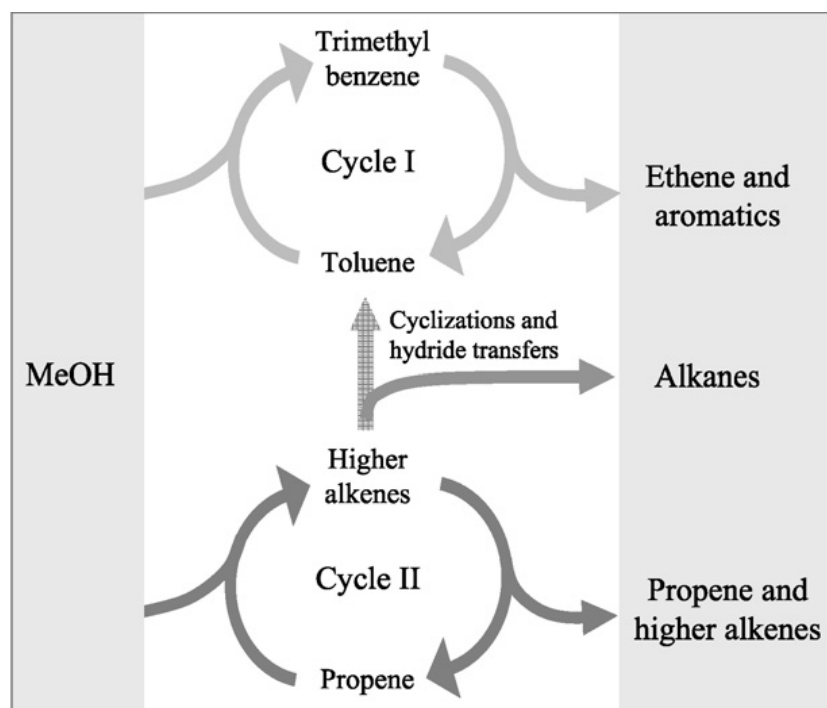 Trimethyl
benzene
Cycle I
Toluene
Ethene and
aromatics
Cyclizations and
hydride transfers
MeOH
Alkanes
Higher
alkenes
Cycle II
Propene
Propene and
higher alkenes